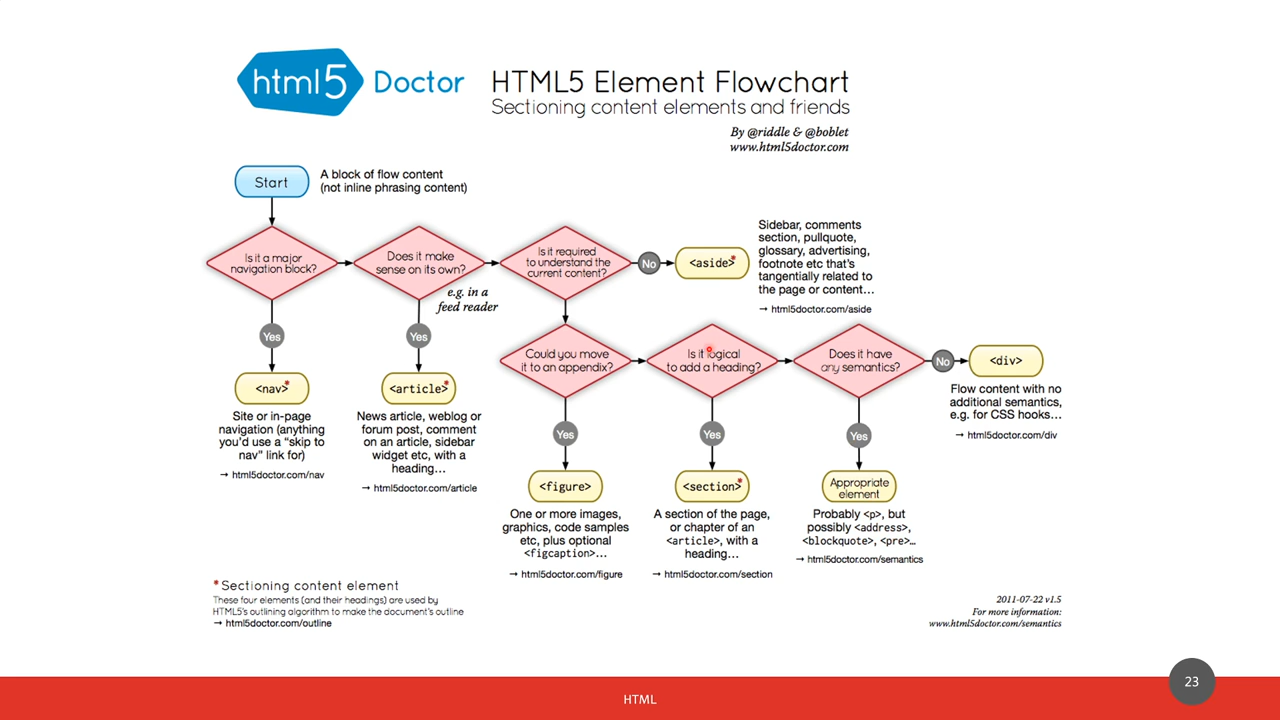 html5 Doctor
HTML5 Element Flowchart
Sectioning content elements and friends
By @riddle & @boblet
www.html5doctor.com
Start
A block of flow content
(not inline phrasing content)
Is it a major
navigation block?
Does it make
sense on its own?
e.g. in a
feed reader
Is it required
to understand the
current content?
No
<aside>*
Sidebar, comments
section, pullquote,
glossary, advertising,
footnote etc that's
tangentially related to
the page or content...
→ html5doctor.com/aside
Yes
<nav>*
Site or in-page
navigation (anything
you'd use a “skip to
nav” link for)
→ html5doctor.com/nav
Yes
<article>*
News article, weblog or
forum post, comment
on an article, sidebar
widget etc, with a
heading...
→ html5doctor.com/article
Could you move
it to an appendix?
Is it logical
to add a heading?
Does it have
any semantics?
No
<div>
Flow content with no
additional semantics,
e.g. for CSS hooks...
→ html5doctor.com/div
Yes
<figure>
One or more images,
graphics, code samples
etc, plus optional
<figcaption>...
→ html5doctor.com/figure
Yes
<section>*
A section of the page,
or chapter of an
<article>, with a
heading...
→ html5doctor.com/section
Yes
Appropriate
element
Probably <p>, but
possibly <address>,
<blockquote>, <pre>...
→ html5doctor.com/semantics
* Sectioning content element
These four elements (and their headings) are used by
HTML5's outlining algorithm to make the document's outline
→ html5doctor.com/outline
2011-07-22 v1.5
For more information:
www.html5doctor.com/semantics
HTML
23